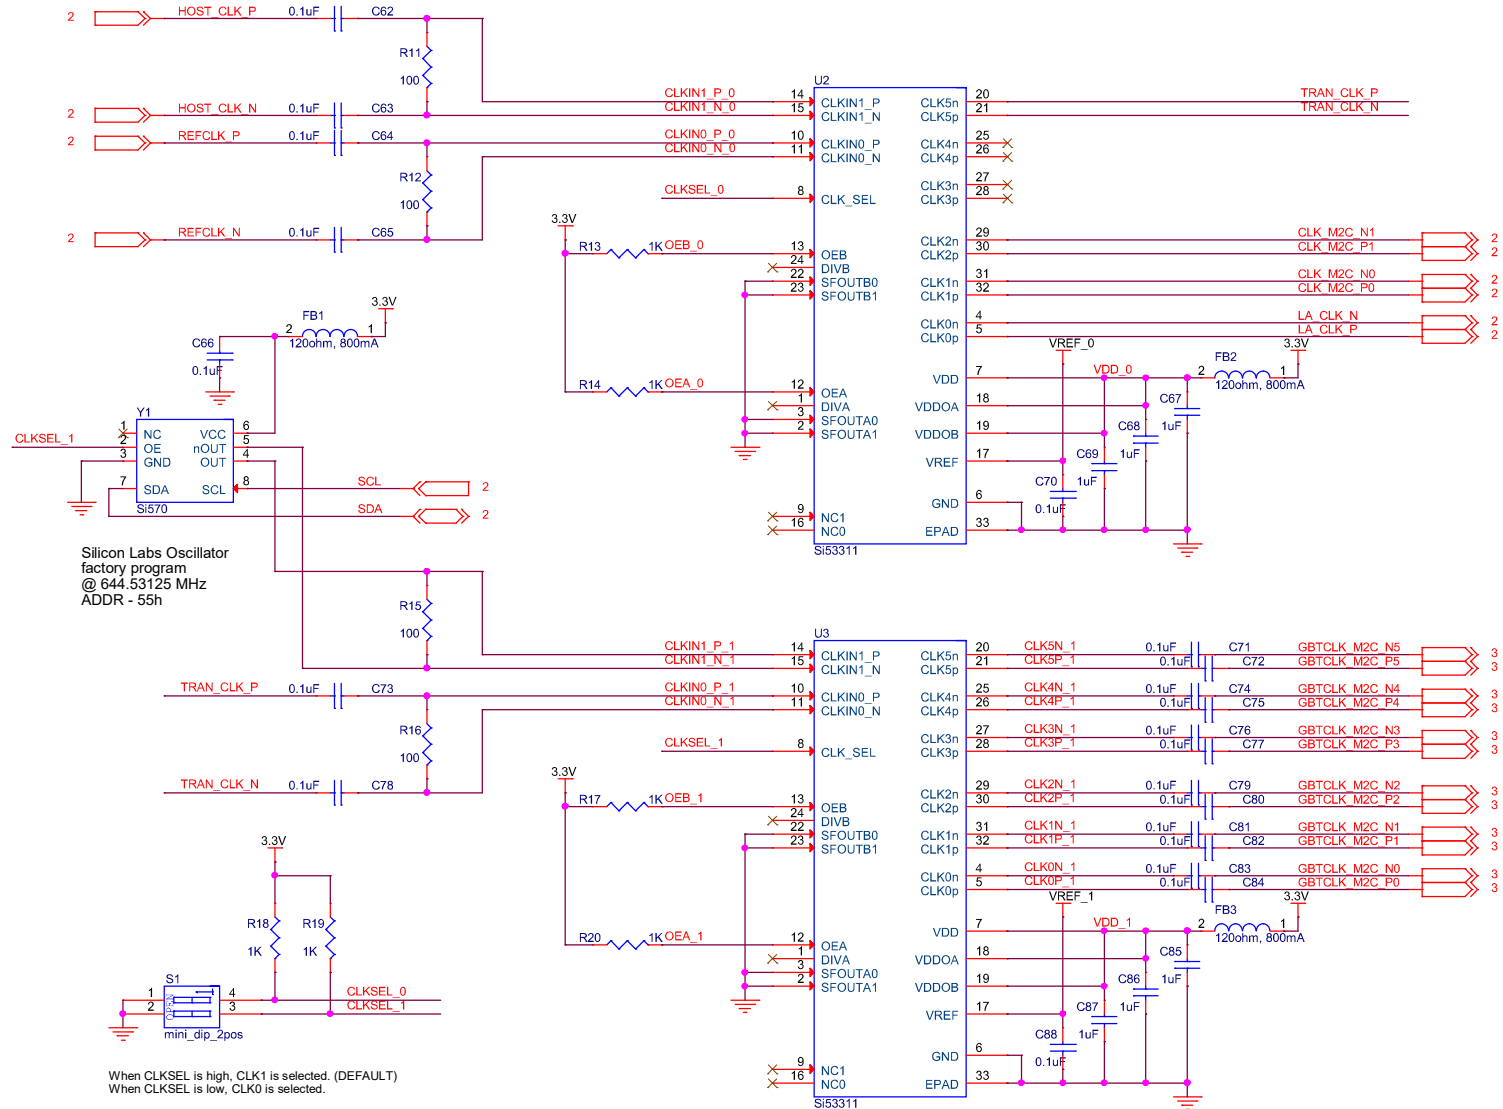 2 HOST_CLK_P 0.1uF C62
R11
100
2 HOST_CLK_N 0.1uF C63
2 REFCLK_P 0.1uF C64
R12
100
2 REFCLK_N 0.1uF C65
CLKIN1_P_0 14
CLKIN1_N_0 15
CLKIN0_P_0 10
CLKIN0_N_0 11
CLKSEL_0 8
3.3V
R13 1K OEB_0 13
24
22
23
R14 1K OEA_0 12
1
3
2
9
16
U2
CLKIN1_P
CLKIN1_N
CLKIN0_P
CLKIN0_N
CLK_SEL
OEB
DIVB
SFOUTB0
SFOUTB1
OEA
DIVA
SFOUTA0
SFOUTA1
NC1
NC0
Si53311
CLK5n 20 TRAN_CLK_P
CLK5p 21 TRAN_CLK_N
CLK4n 25
CLK4p 26
CLK3n 27
CLK3p 28
CLK2n 29 CLK_M2C_N1 2
CLK2p 30 CLK_M2C_P1 2
CLK1n 31 CLK_M2C_N0 2
CLK1p 32 CLK_M2C_P0 2
CLK0n 4 LA_CLK_N 2
CLK0p 5 LA_CLK_P 2
VREF_0
3.3V
FB2
VDD 7 VDD_0 2 1
120ohm, 800mA
VDDOA 18
VDDOB 19
VREF 17
GND 6
EPAD 33
C67
1uF
C68
1uF
C69
1uF
C70
0.1uF
3.3V
FB1
2 1
120ohm, 800mA
C66
0.1uF
Y1
CLKSEL_1
1 NC VCC 6
2 OE nOUT 5
3 GND OUT 4
7 SDA SCL 8
Si570
SCL 2
SDA 2
Silicon Labs Oscillator
factory program
@ 644.53125 MHz
ADDR - 55h
R15
100
TRAN_CLK_P 0.1uF C73
R16
100
TRAN_CLK_N 0.1uF C78
CLKIN1_P_1 14
CLKIN1_N_1 15
CLKIN0_P_1 10
CLKIN0_N_1 11
CLKSEL_1 8
3.3V
R17 1K OEB_1 13
24
22
23
R20 1K OEA_1 12
1
3
2
9
16
U3
CLKIN1_P
CLKIN1_N
CLKIN0_P
CLKIN0_N
CLK_SEL
OEB
DIVB
SFOUTB0
SFOUTB1
OEA
DIVA
SFOUTA0
SFOUTA1
NC1
NC0
Si53311
CLK5n 20 CLK5N_1 0.1uF C71 GBTCLK_M2C_N5 3
CLK5p 21 CLK5P_1 0.1uF C72 GBTCLK_M2C_P5 3
CLK4n 25 CLK4N_1 0.1uF C74 GBTCLK_M2C_N4 3
CLK4p 26 CLK4P_1 0.1uF C75 GBTCLK_M2C_P4 3
CLK3n 27 CLK3N_1 0.1uF C76 GBTCLK_M2C_N3 3
CLK3p 28 CLK3P_1 0.1uF C77 GBTCLK_M2C_P3 3
CLK2n 29 CLK2N_1 0.1uF C79 GBTCLK_M2C_N2 3
CLK2p 30 CLK2P_1 0.1uF C80 GBTCLK_M2C_P2 3
CLK1n 31 CLK1N_1 0.1uF C81 GBTCLK_M2C_N1 3
CLK1p 32 CLK1P_1 0.1uF C82 GBTCLK_M2C_P1 3
CLK0n 4 CLK0N_1 0.1uF C83 GBTCLK_M2C_N0 3
CLK0p 5 CLK0P_1 0.1uF C84 GBTCLK_M2C_P0 3
VREF_1
3.3V
FB3
VDD 7 VDD_1 2 1
120ohm, 800mA
VDDOA 18
VDDOB 19
VREF 17
GND 6
EPAD 33
C85
1uF
C86
1uF
C87
1uF
C88
0.1uF
3.3V
R18 R19
1K 1K
S1
OPEN
1 4 CLKSEL_0
2 3 CLKSEL_1
mini_dip_2pos
When CLKSEL is high, CLK1 is selected. (DEFAULT)
When CLKSEL is low, CLK0 is selected.